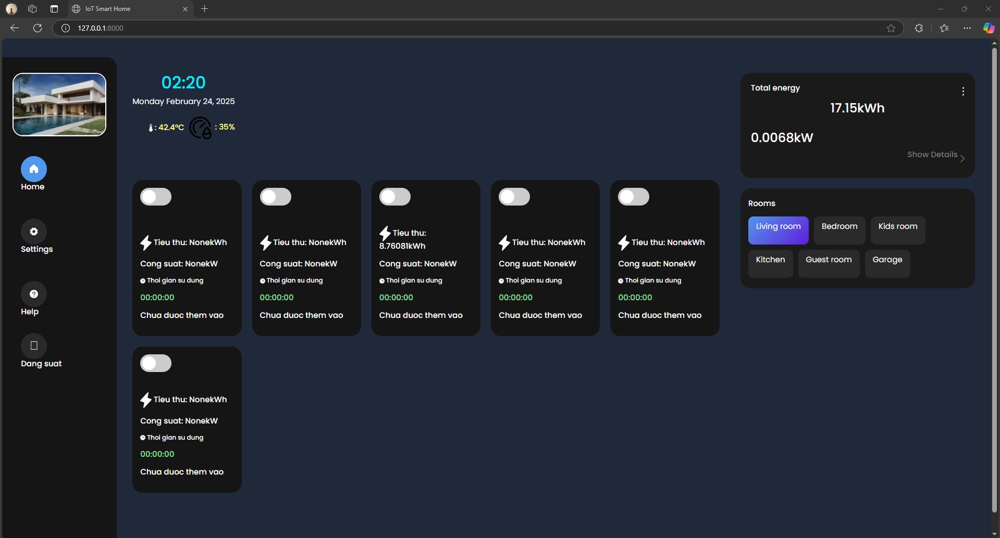 IoT Smart Home
127.0.0.1:8000
02:20
Monday February 24, 2025
: 42.4°C : 35%
Home
Settings
Help
Dang suat
Tieu thu: NonekWh
Cong suat: NonekW
Thoi gian su dung
00:00:00
Chua duoc them vao
Tieu thu: NonekWh
Cong suat: NonekW
Thoi gian su dung
00:00:00
Chua duoc them vao
Tieu thu:
8.76081kWh
Cong suat: NonekW
Thoi gian su dung
00:00:00
Chua duoc them vao
Tieu thu: NonekWh
Cong suat: NonekW
Thoi gian su dung
00:00:00
Chua duoc them vao
Tieu thu: NonekWh
Cong suat: NonekW
Thoi gian su dung
00:00:00
Chua duoc them vao
Tieu thu: NonekWh
Cong suat: NonekW
Thoi gian su dung
00:00:00
Chua duoc them vao
Total energy
17.15kWh
0.0068kW
Show Details
Rooms
Living room Bedroom Kids room
Kitchen Guest room Garage